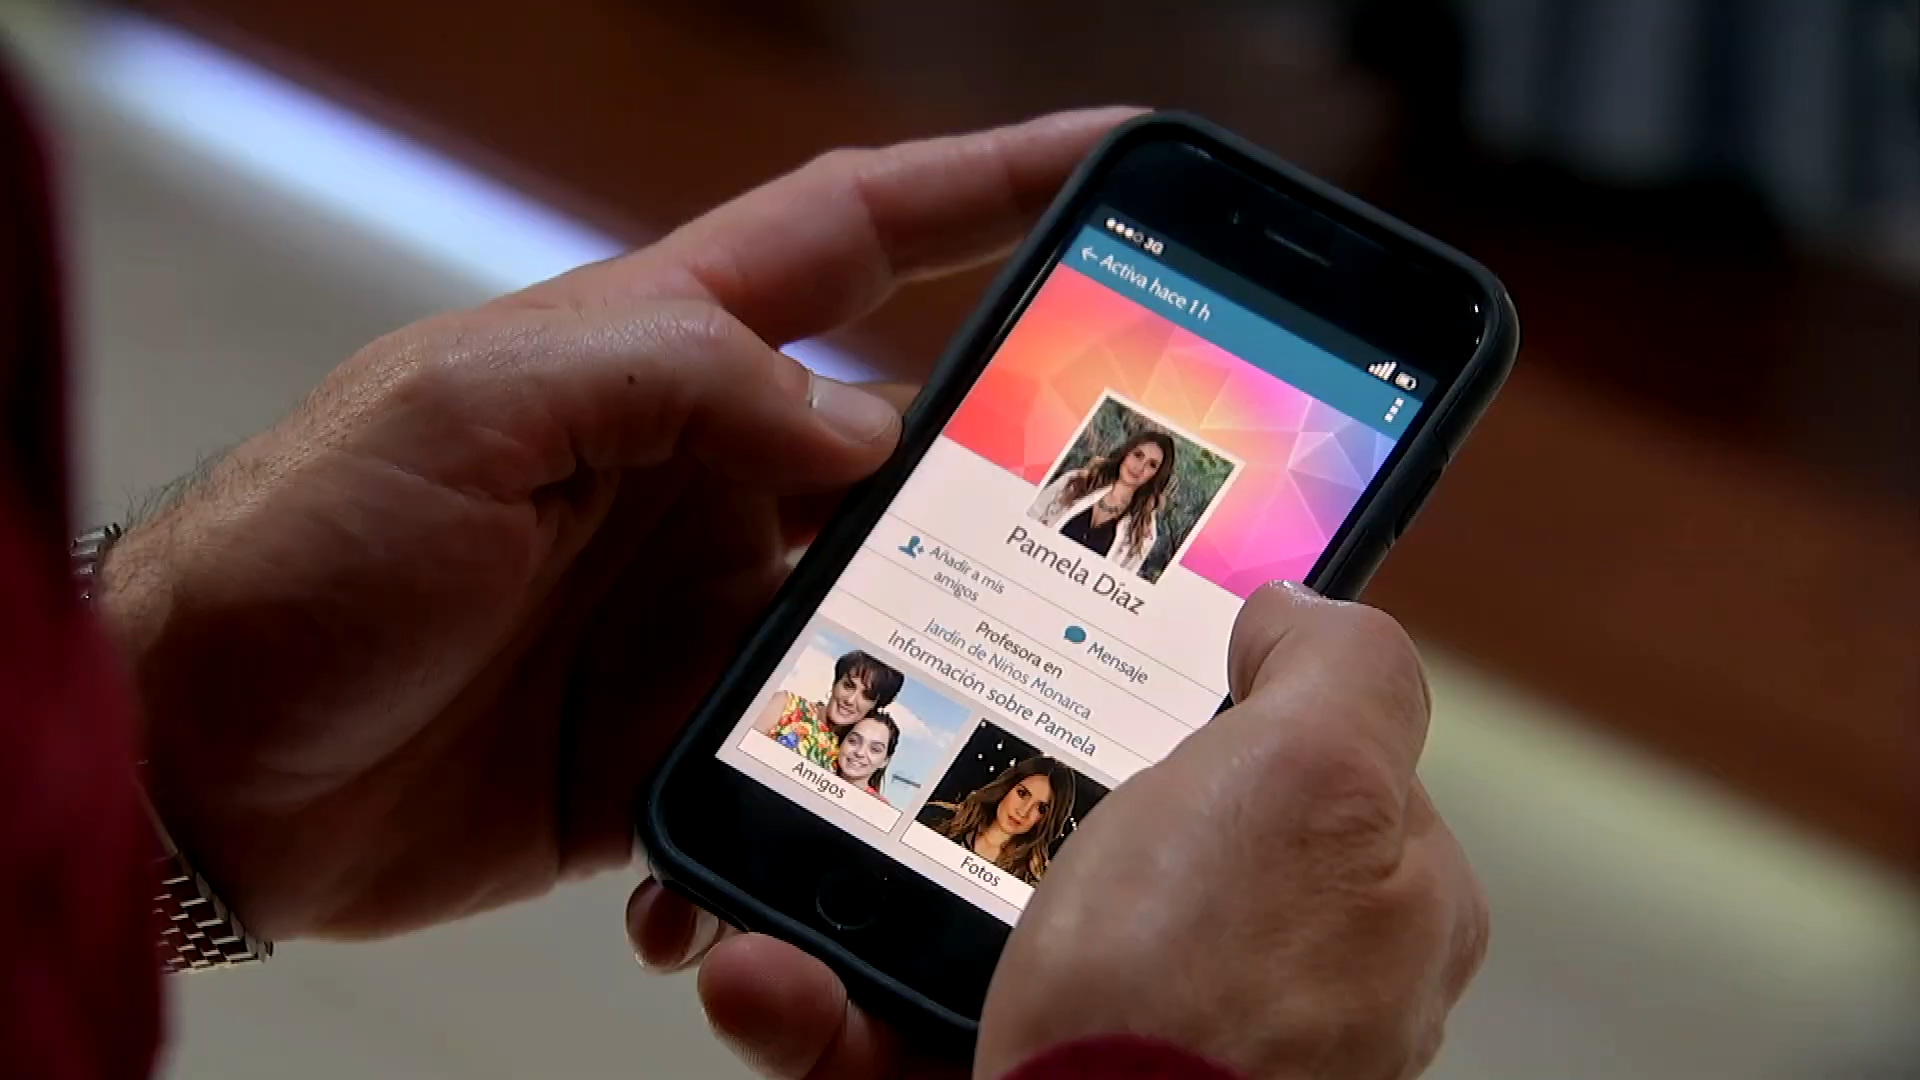 3G
Activa hace 1 h
Pamela Díaz
Añadir a mis
amigos
Mensaje
Profesora en
Jardín de Niños Monarca
Información sobre Pamela
Amigos
Fotos